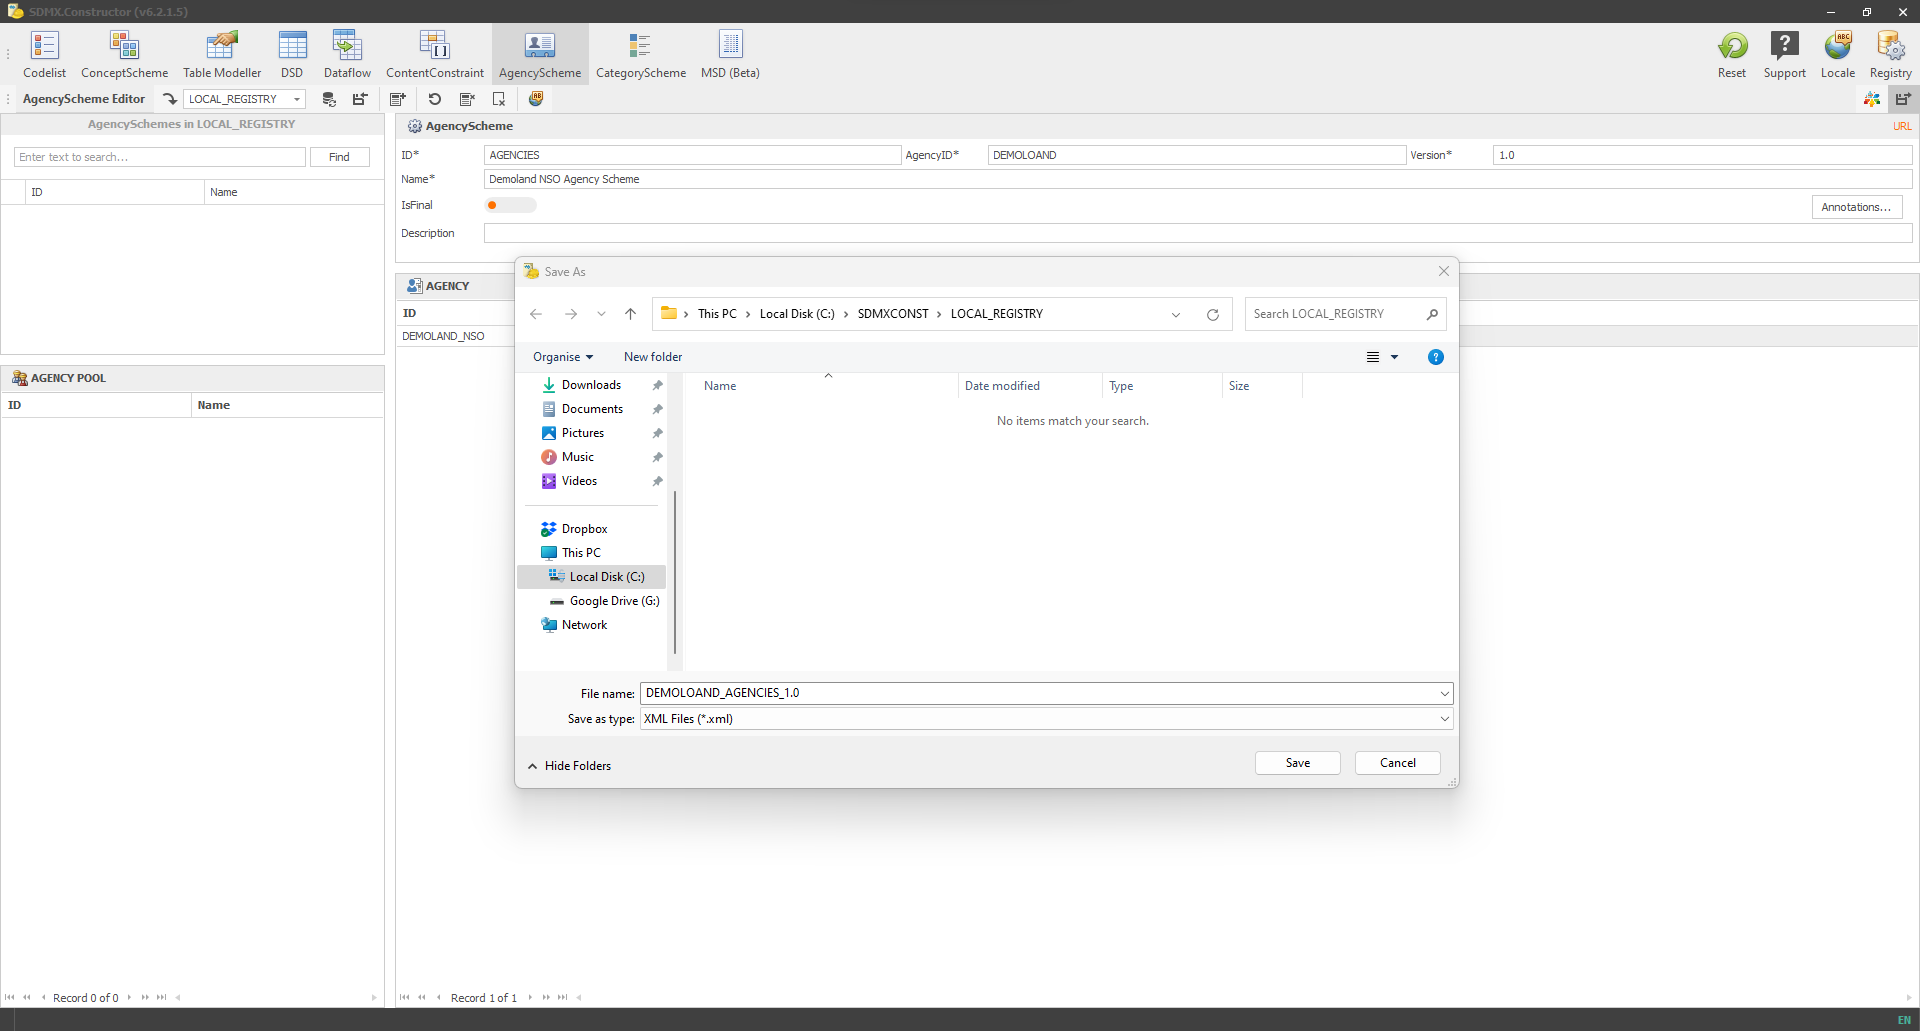 SDMX.Constructor (v6.2.1.5)
Codelist
ConceptScheme
Table Modeller
DSD
Dataflow
ContentConstraint
AgencyScheme
CategoryScheme
MSD (Beta)
Reset
Support
Locale
Registry
AgencyScheme Editor
LOCAL_REGISTRY
AgencySchemes in LOCAL_REGISTRY
Enter text to search...
Find
ID
Name
AGENCY POOL
ID
Name
Record 0 of 0
AgencyScheme
URL
ID*
AGENCIES
AgencyID*
DEMOLOAND
Version*
1.0
Name*
Demoland NSO Agency Scheme
IsFinal
Annotations...
Description
AGENCY
ID
DEMOLAND_NSO
Record 1 of 1
Save As
This PC
Local Disk (C:)
SDMXCONST
LOCAL_REGISTRY
Search LOCAL_REGISTRY
Organise
New folder
?
Downloads
Documents
Pictures
Music
Videos
Dropbox
This PC
Local Disk (C:)
Google Drive (G:)
Network
Name
Date modified
Type
Size
No items match your search.
File name:
DEMOLOAND_AGENCIES_1.0
Save as type:
XML Files (*.xml)
Hide Folders
Save
Cancel
EN